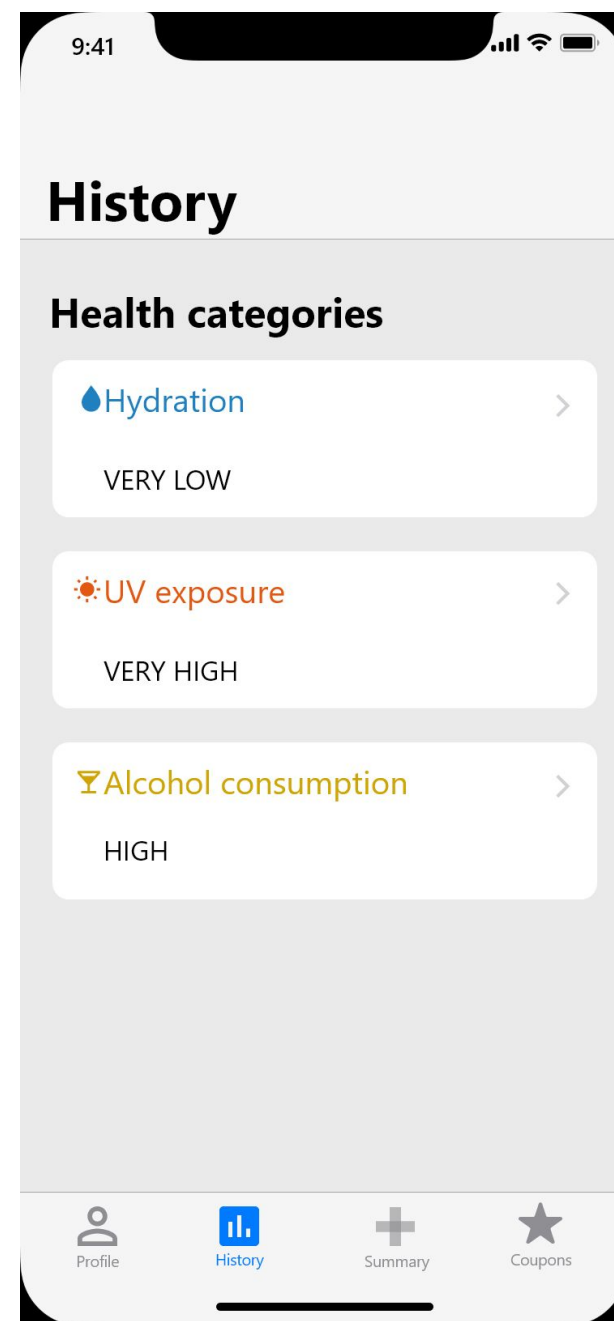 9:41
History
Health categories
Hydration
VERY LOW
UV exposure
VERY HIGH
Alcohol consumption
HIGH
Profile History Summary Coupons